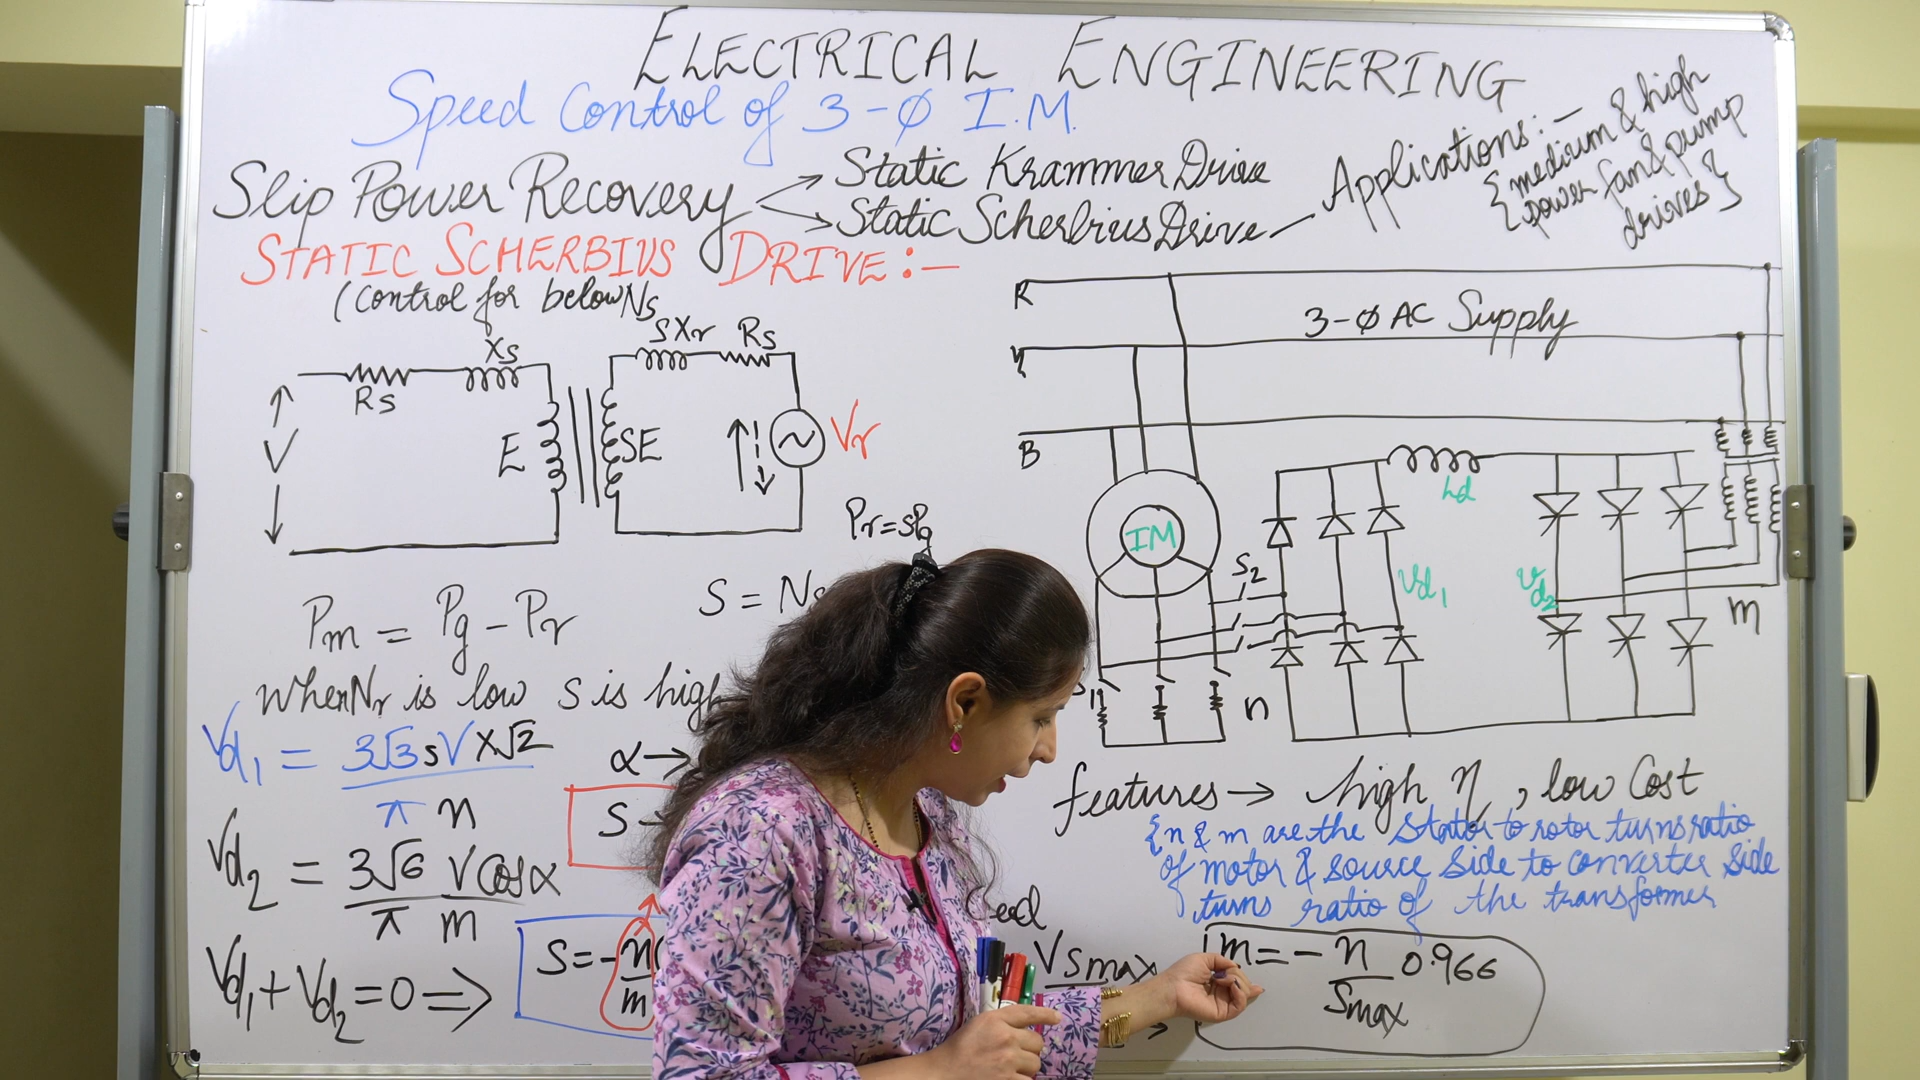 ELECTRICAL ENGINEERING
Speed Control of 3-Ø I.M.
Slip Power Recovery
Static Krammer Drive
Static Scherbius Drive
Applications:-
{medium & high
power fan & pump
drives}
STATIC SCHERBIUS DRIVE:-
(Control for below Ns
Xs
Rs
V
E
SE
SXr Rs
Vr
Pr=sPg
Pm = Pg - Pr
S = Ns
When Nr is low s is high
Vd1 = 3√3 sV X√2
π n
Vd2 = 3√6 V Cosα
π m
Vd1 + Vd2 = 0 ⇒
α →
S
S = -n
m
R
Y
B
3-Ø AC Supply
IM
Ld
S2
Vd1
Vd2
m
n
features → high η, low Cost
{n & m are the stator to rotor turns ratio
of motor & source side to converter side
turns ratio of the transformer
VSmax
m = - n 0.966
Smax